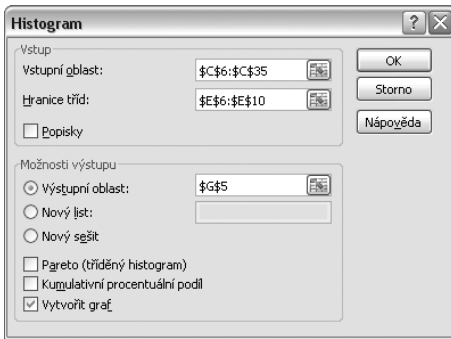 Histogram
Vstup
Vstupní oblast: $C$6:$C$35
Hranice tříd: $E$6:$E$10
Popisky
OK
Storno
Nápověda
Možnosti výstupu
Výstupní oblast: $G$5
Nový list:
Nový sešit
Pareto (tříděný histogram)
Kumulativní procentuální podíl
Vytvořit graf